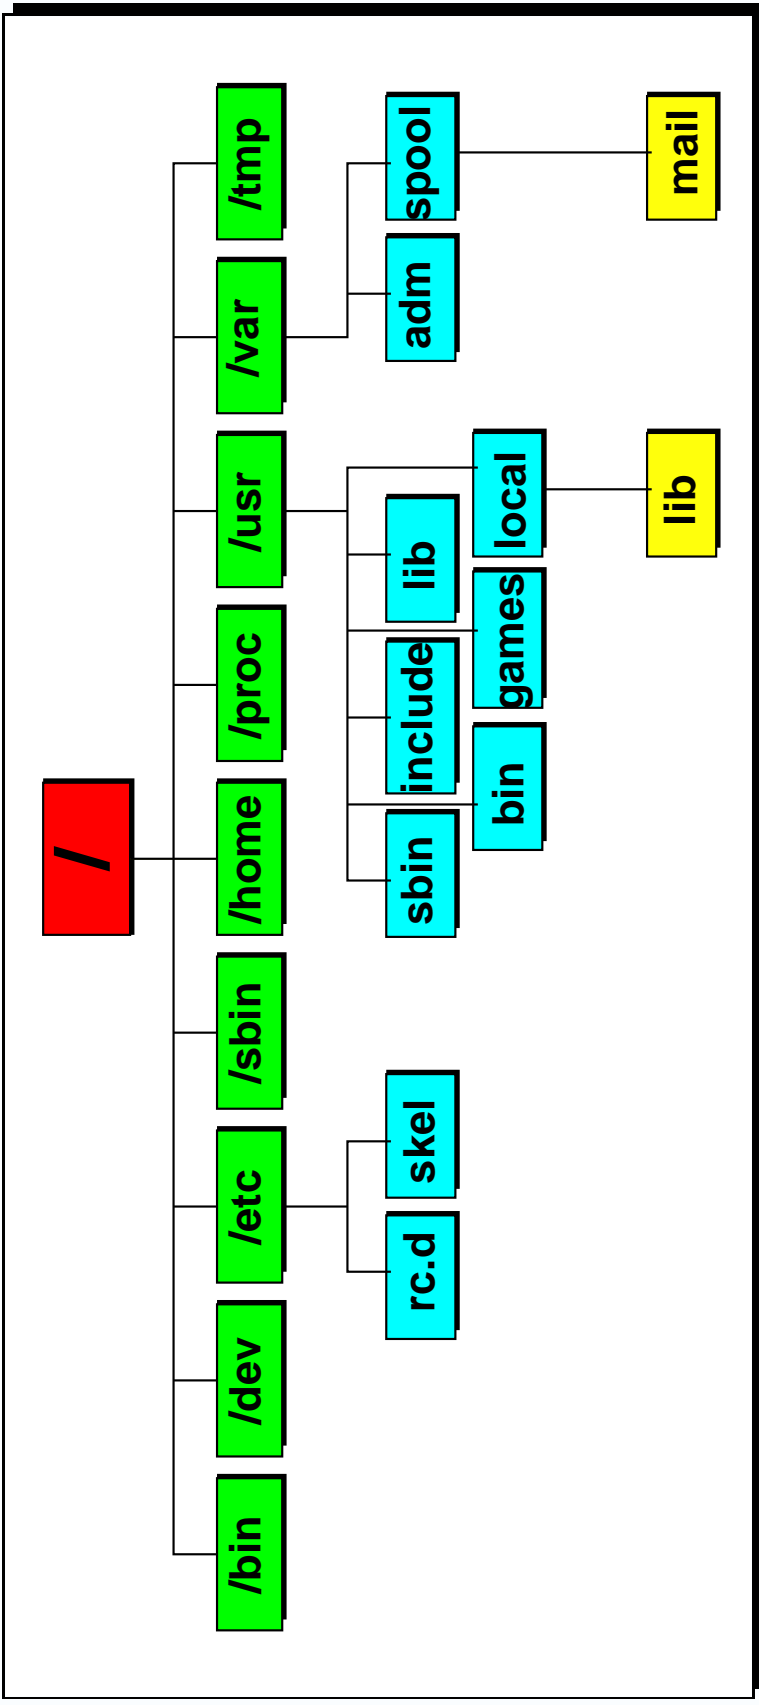 /
/bin
/dev
/etc
/sbin
/home
/proc
/usr
/var
/tmp
rc.d
skel
sbin
include
lib
adm
spool
bin
games
local
lib
mail